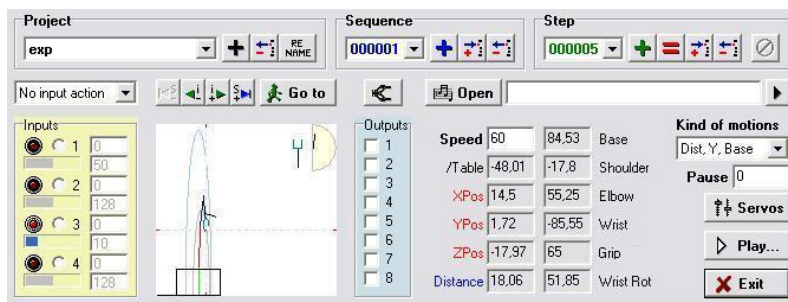 Project
exp
RE
NAME
Sequence
000001
Step
000005
No input action
Go to
Open
Inputs
1 0
50
2 0
128
3 0
10
4 0
128
Outputs
1
2
3
4
5
6
7
8
Speed 60 84,53 Base
/Table -48,01 -17,8 Shoulder
XPos 14,5 55,25 Elbow
YPos 1,72 -85,55 Wrist
ZPos -17,97 65 Grip
Distance 18,06 51,85 Wrist Rot
Kind of motions
Dist, Y, Base
Pause 0
Servos
Play...
Exit